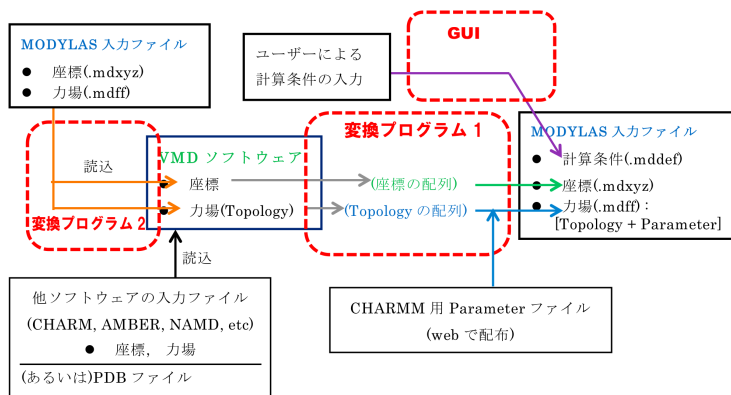 MODYLAS 入力ファイル
● 座標(.mdxyz)
● 力場(.mdff)
ユーザーによる
計算条件の入力
GUI
変換プログラム 1
変換プログラム 2
読込
VMD ソフトウェア
● 座標
● 力場(Topology)
(座標の配列)
(Topology の配列)
MODYLAS 入力ファイル
● 計算条件(.mddef)
● 座標(.mdxyz)
● 力場(.mdff)：
[Topology + Parameter]
読込
他ソフトウェアの入力ファイル
(CHARM, AMBER, NAMD, etc)
● 座標， 力場
(あるいは)PDB ファイル
CHARMM 用 Parameter ファイル
(web で配布)